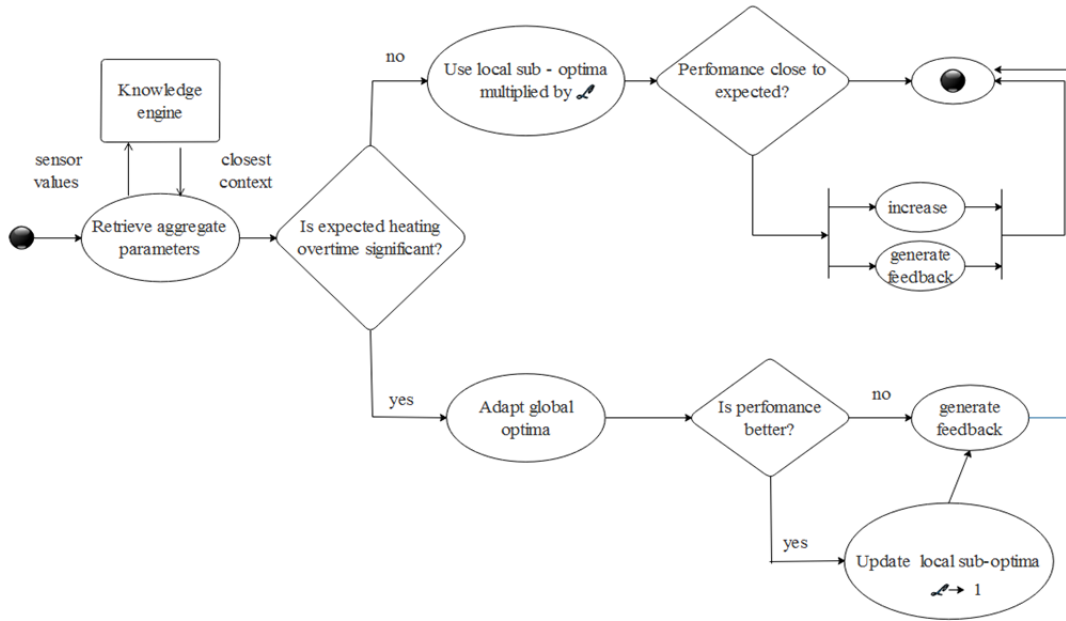 Knowledge
engine
sensor
values
closest
context
Retrieve aggregate
parameters
Is expected heating
overtime significant?
no
Use local sub - optima
multiplied by ℒ
Perfomance close to
expected?
increase
generate
feedback
yes
Adapt global
optima
Is perfomance
better?
no
generate
feedback
yes
Update local sub-optima
ℒ → 1